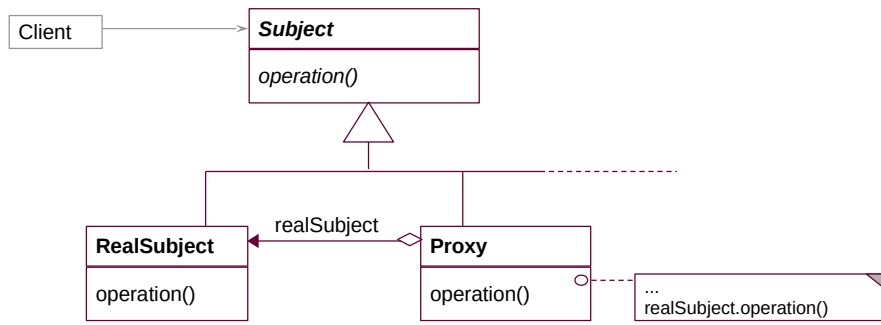 Client
Subject
operation()
realSubject
RealSubject
Proxy
operation()
operation()
...
realSubject.operation()